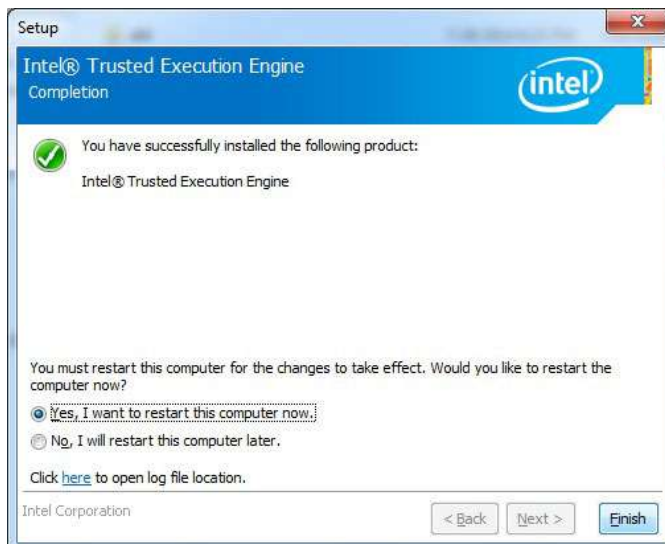 Setup
Intel® Trusted Execution Engine
Completion
intel
You have successfully installed the following product:
Intel® Trusted Execution Engine
You must restart this computer for the changes to take effect. Would you like to restart the
computer now?
Yes, I want to restart this computer now.
No, I will restart this computer later.
Click here to open log file location.
Intel Corporation
< Back
Next >
Finish